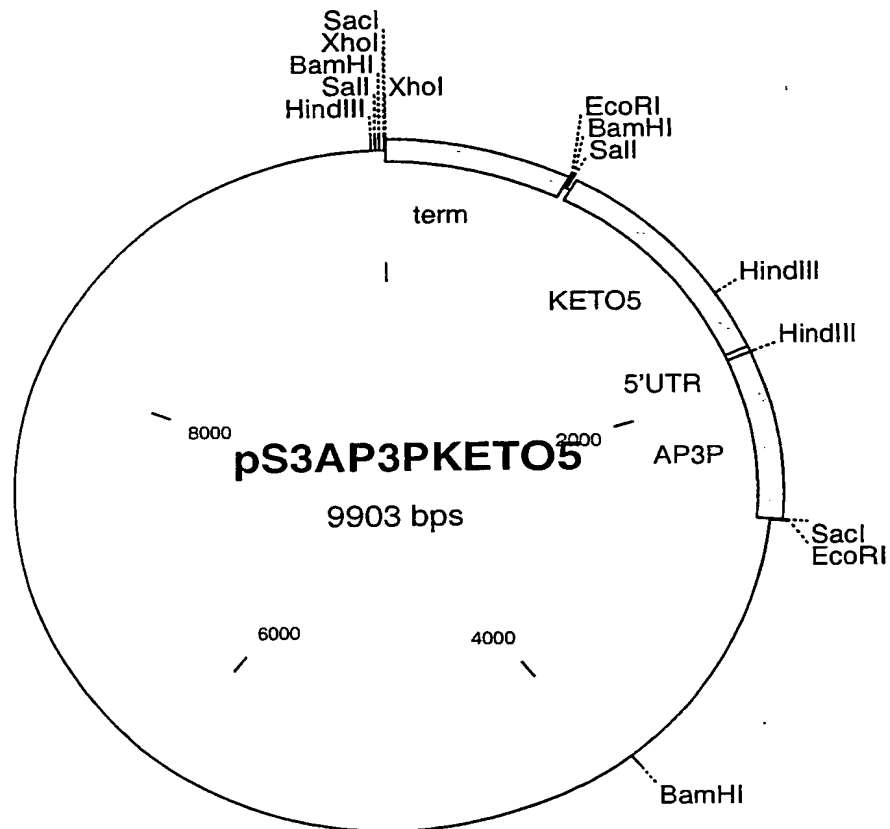 SacI
XhoI
BamHI
SalI
XhoI
HindIII
EcoRI
BamHI
SalI
term
HindIII
KETO5
HindIII
5'UTR
8000
2000
pS3AP3PKETO5
AP3P
9903 bps
SacI
EcoRI
6000
4000
BamHI